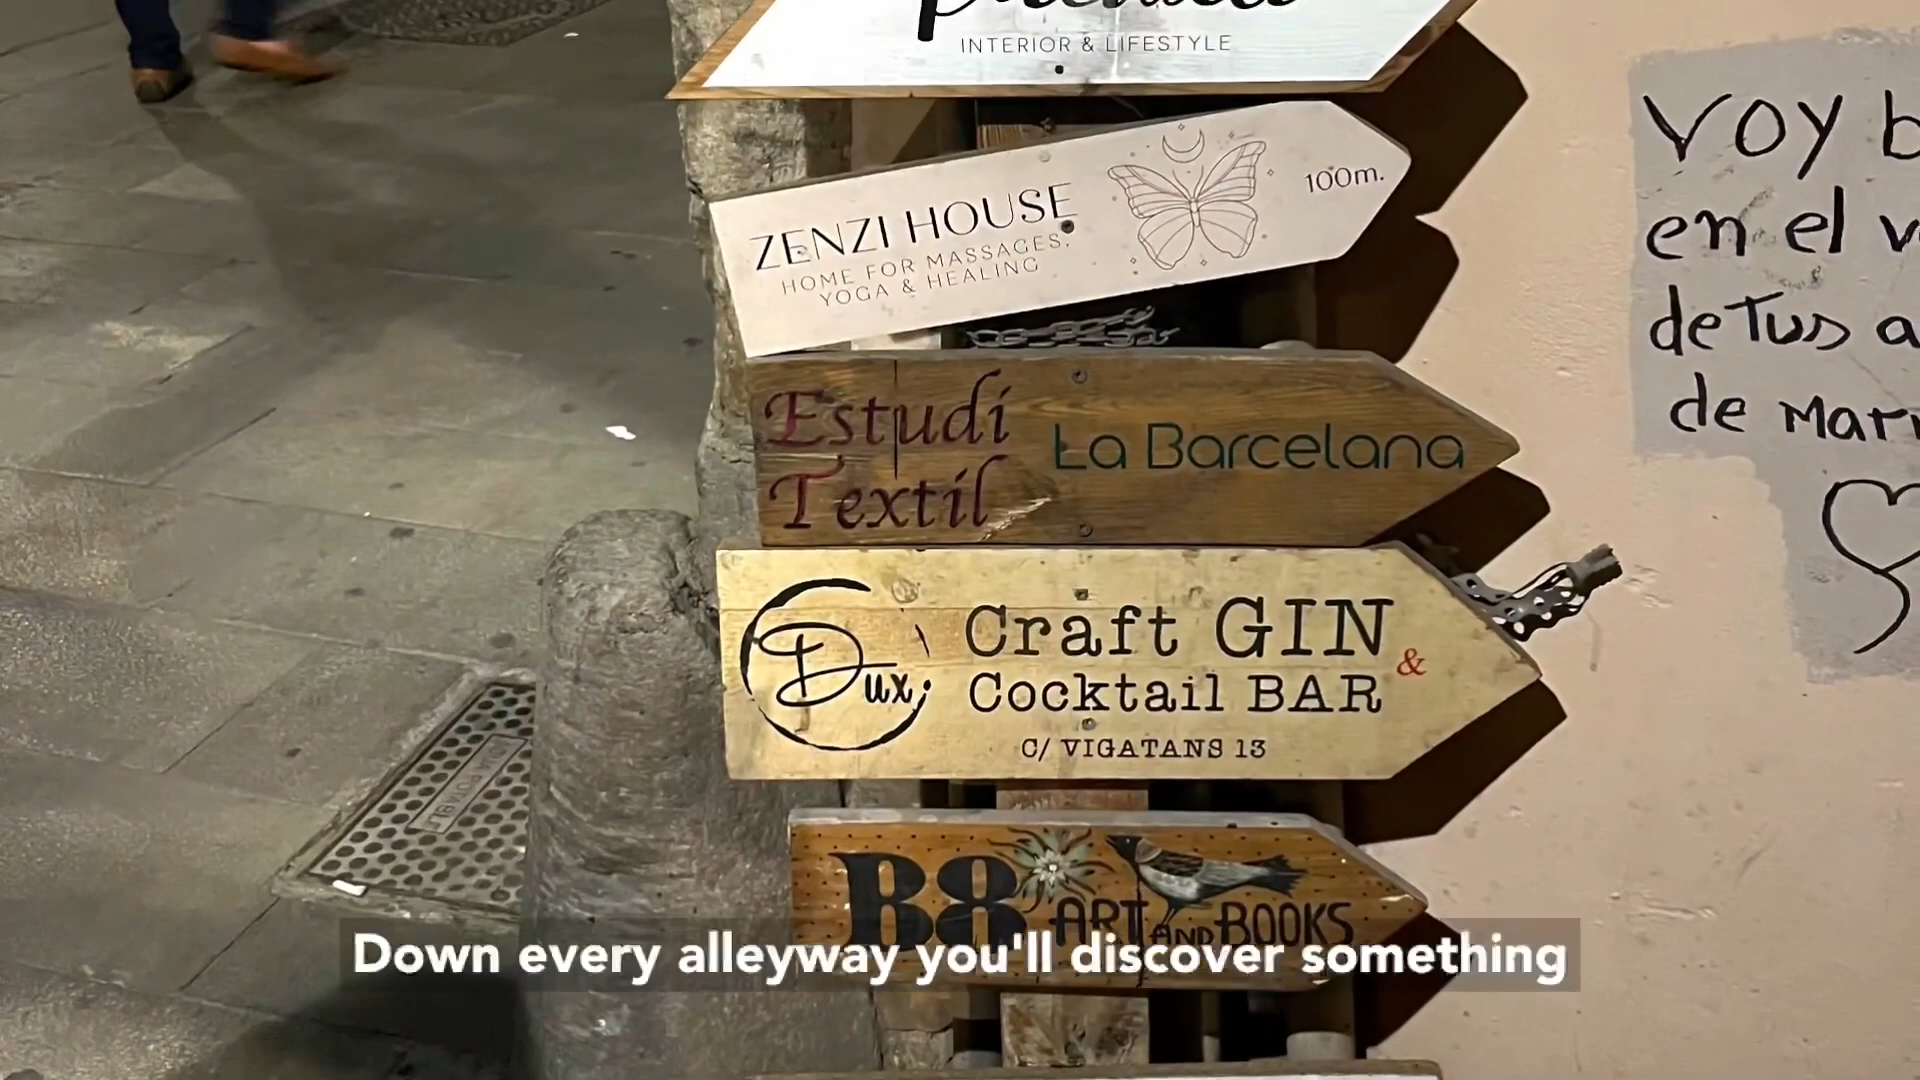 INTERIOR & LIFESTYLE
ZENZI HOUSE
HOME FOR MASSAGES,
YOGA & HEALING
100m.
Estudi
Textil
La Barcelana
Dux
Craft GIN
&
Cocktail BAR
C/ VIGATANS 13
B8 ART AND BOOKS
voy b
en el v
de Tus a
de Mar
Down every alleyway you'll discover something